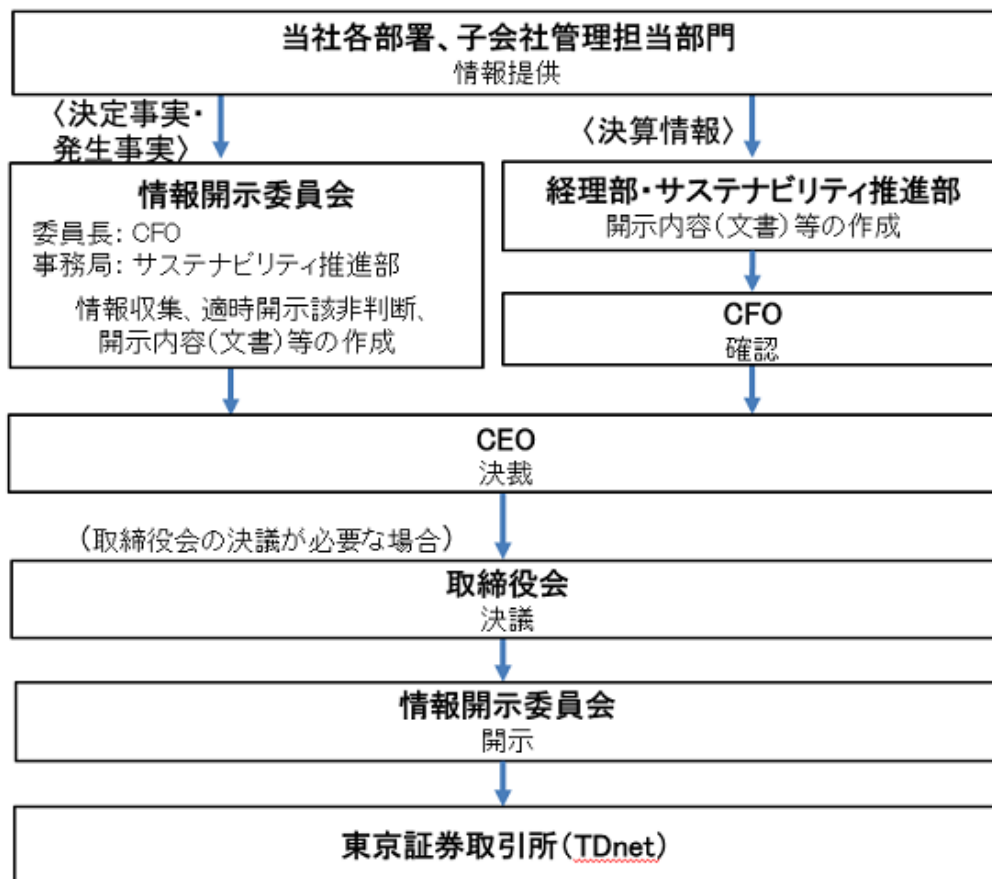 当社各部署、子会社管理担当部門
情報提供
〈決定事実・
発生事実〉
〈決算情報〉
情報開示委員会
委員長：CFO
事務局：サステナビリティ推進部
情報収集、適時開示該非判断、
開示内容（文書）等の作成
経理部・サステナビリティ推進部
開示内容（文書）等の作成
CFO
確認
CEO
決裁
（取締役会の決議が必要な場合）
取締役会
決議
情報開示委員会
開示
東京証券取引所（TDnet）